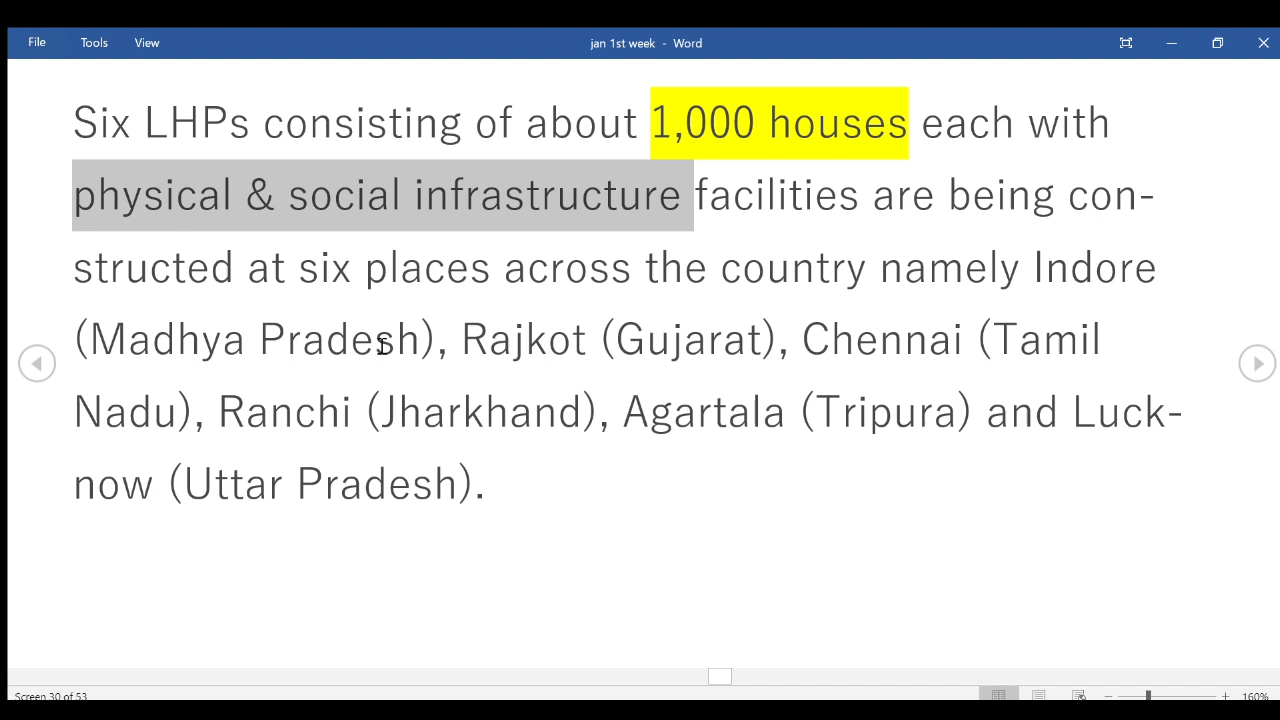 File Tools View jan 1st week - Word
Six LHPs consisting of about 1,000 houses each with
physical & social infrastructure facilities are being con-
structed at six places across the country namely Indore
(Madhya Pradesh), Rajkot (Gujarat), Chennai (Tamil
Nadu), Ranchi (Jharkhand), Agartala (Tripura) and Luck-
now (Uttar Pradesh).
Screen 30 of 53 160%